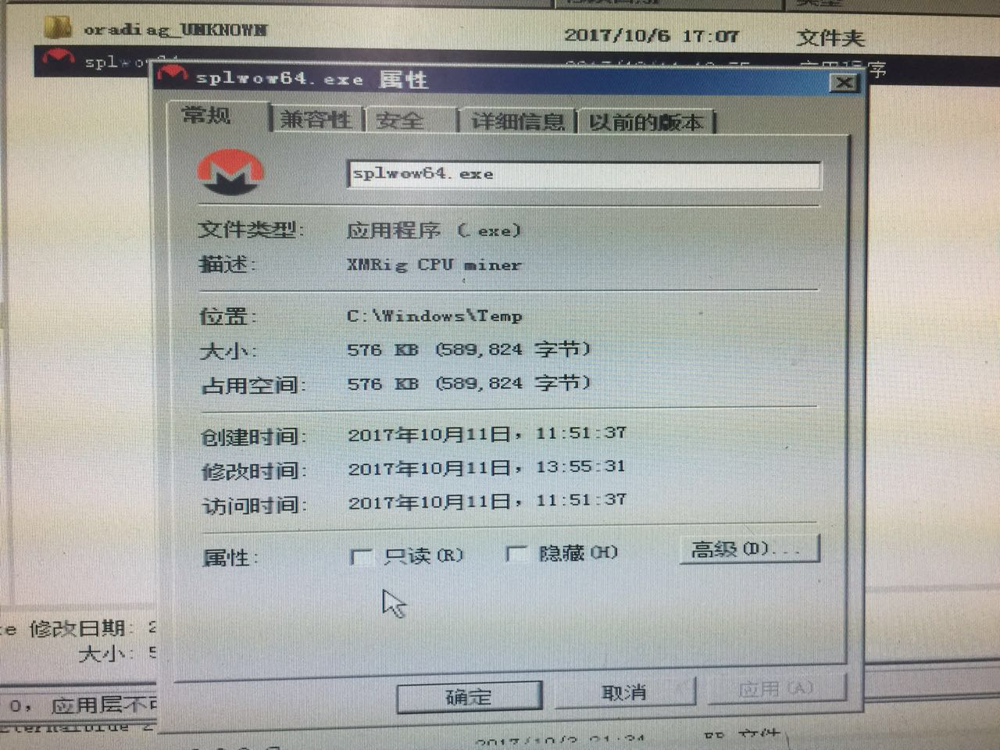 oradiag_UNKNOWN 2017/10/6 17:07 文件夹
splwow64.exe 属性
常规 兼容性 安全 详细信息 以前的版本
splwow64.exe
文件类型: 应用程序 (.exe)
描述: XMRig CPU miner
位置: C:\Windows\Temp
大小: 576 KB (589,824 字节)
占用空间: 576 KB (589,824 字节)
创建时间: 2017年10月11日, 11:51:37
修改时间: 2017年10月11日, 13:55:31
访问时间: 2017年10月11日, 11:51:37
属性: 只读(R) 隐藏(H) 高级(D)...
修改日期: 2
大小: 5
确定 取消 应用(A)
0, 应用层不